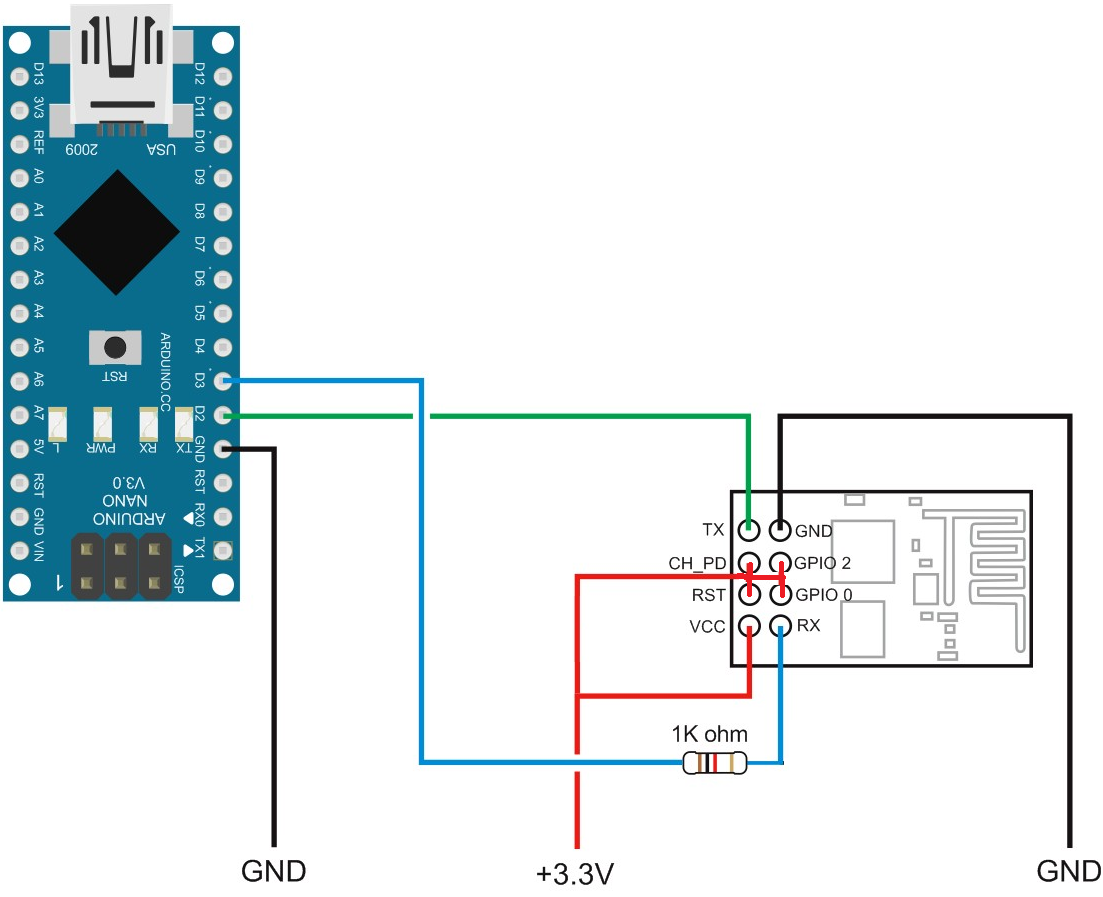 D13
3V3
REF
A0
A1
A2
A3
A4
A5
A6
A7
5V
RST
GND
VIN
D12
D11
D10
D9
D8
D7
D6
D5
D4
D3
D2
GND
RST
RX0
TX1
2009
USA
RST
ARDUINO.CC
L
PWR
RX
TX
ARDUINO
NANO
V3.0
1
ICSP
TX
GND
CH_PD
GPIO 2
RST
GPIO 0
VCC
RX
1K ohm
GND
+3.3V
GND